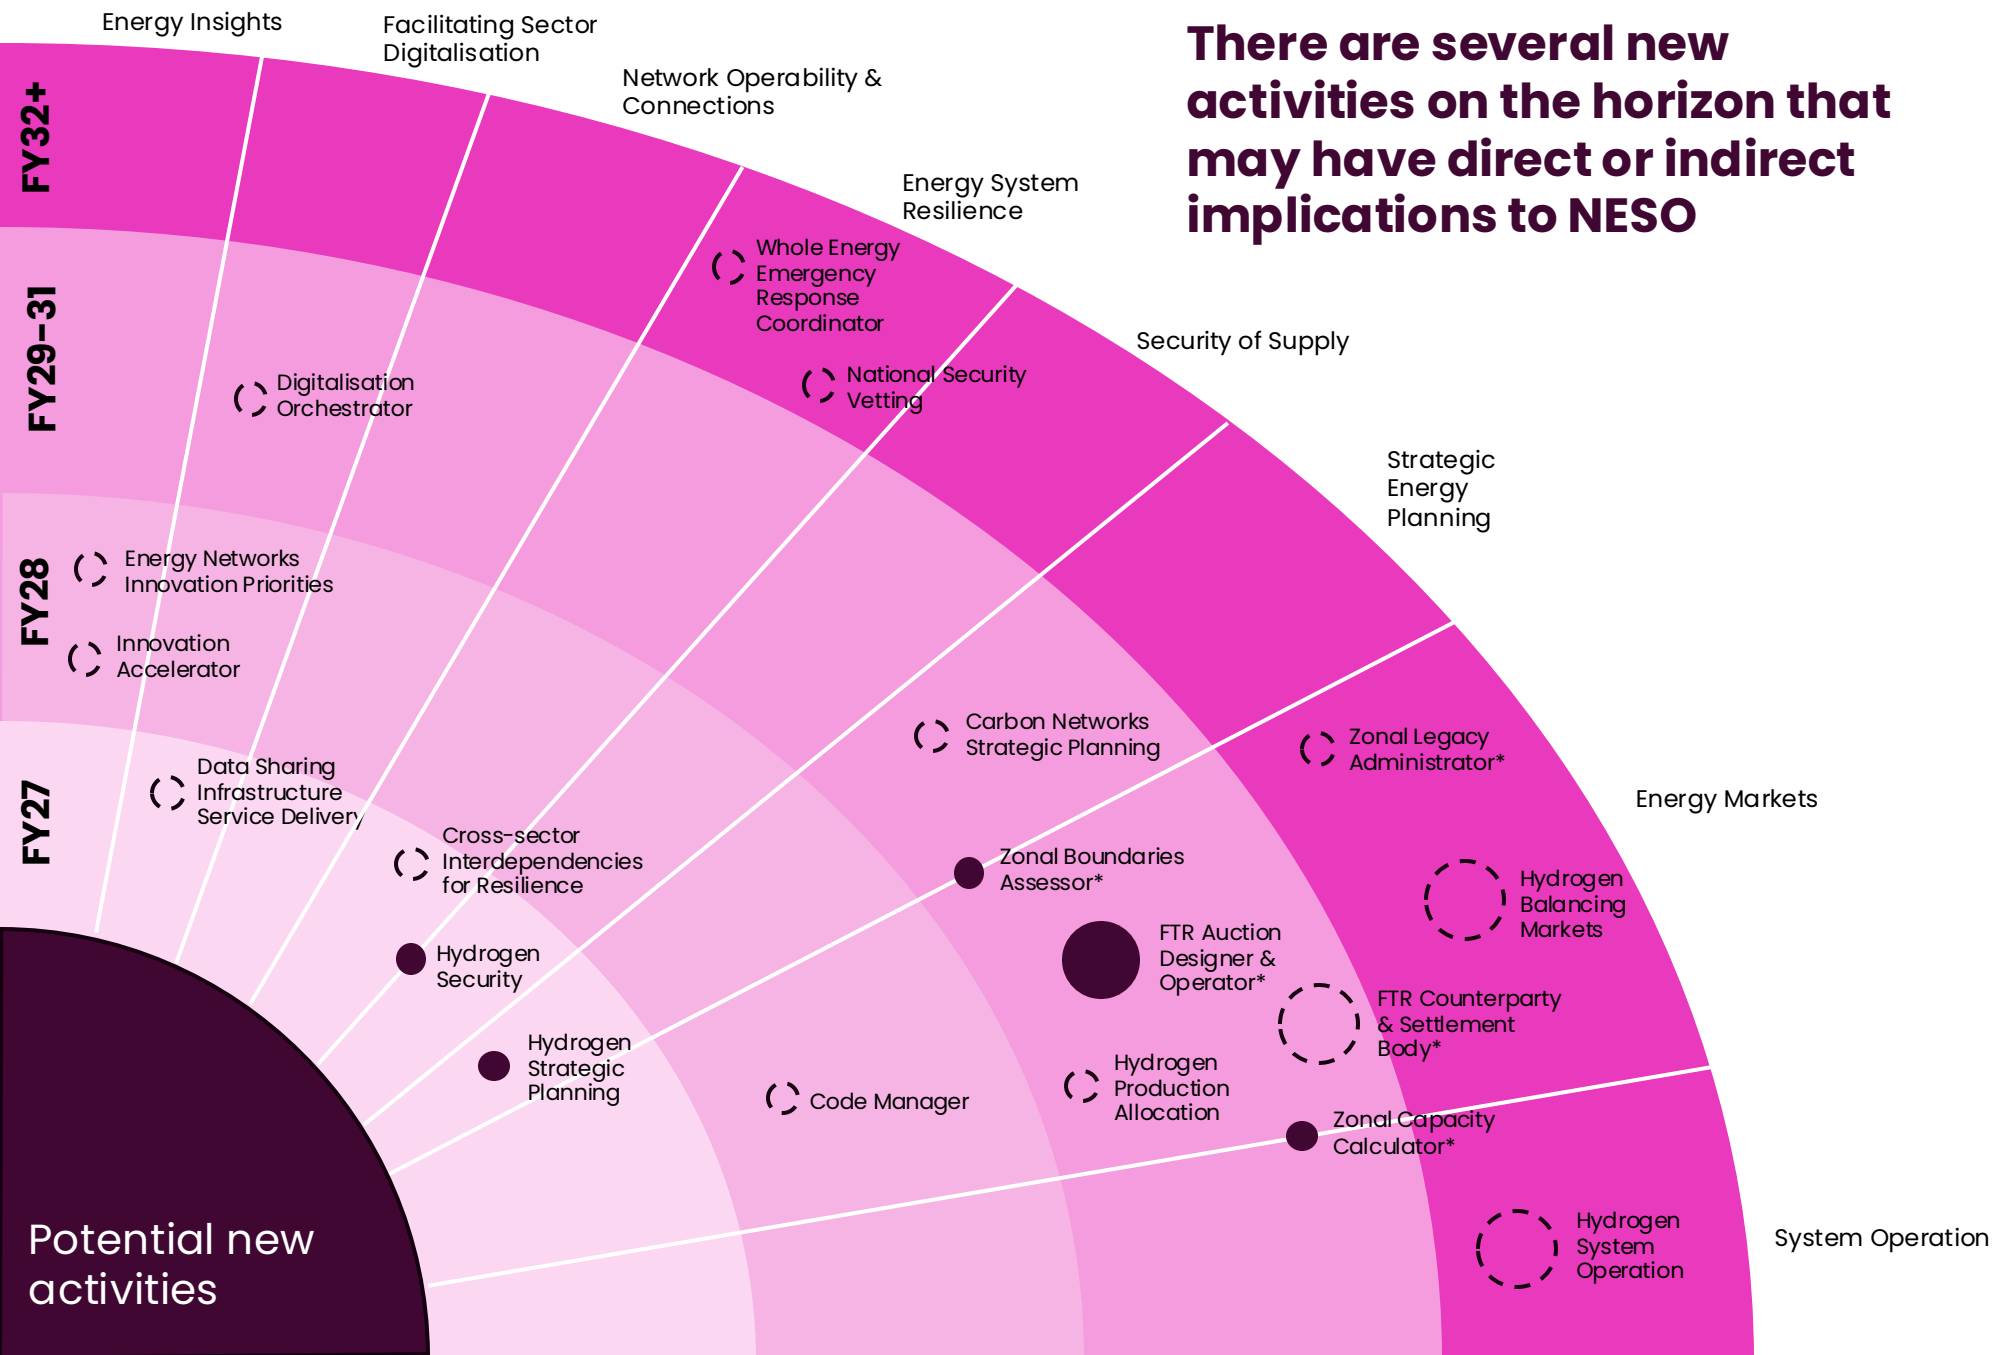 Energy Insights
Facilitating Sector
Digitalisation
Network Operability &
Connections
Energy System
Resilience
Security of Supply
Strategic
Energy
Planning
Energy Markets
System Operation
There are several new
activities on the horizon that
may have direct or indirect
implications to NESO
FY32+
FY29-31
FY28
FY27
Whole Energy
Emergency
Response
Coordinator
National Security
Vetting
Digitalisation
Orchestrator
Energy Networks
Innovation Priorities
Innovation
Accelerator
Data Sharing
Infrastructure
Service Delivery
Cross-sector
Interdependencies
for Resilience
Hydrogen
Security
Hydrogen
Strategic
Planning
Carbon Networks
Strategic Planning
Zonal Legacy
Administrator*
Zonal Boundaries
Assessor*
Hydrogen
Balancing
Markets
FTR Auction
Designer &
Operator*
FTR Counterparty
& Settlement
Body*
Hydrogen
Production
Allocation
Code Manager
Zonal Capacity
Calculator*
Hydrogen
System
Operation
Potential new
activities